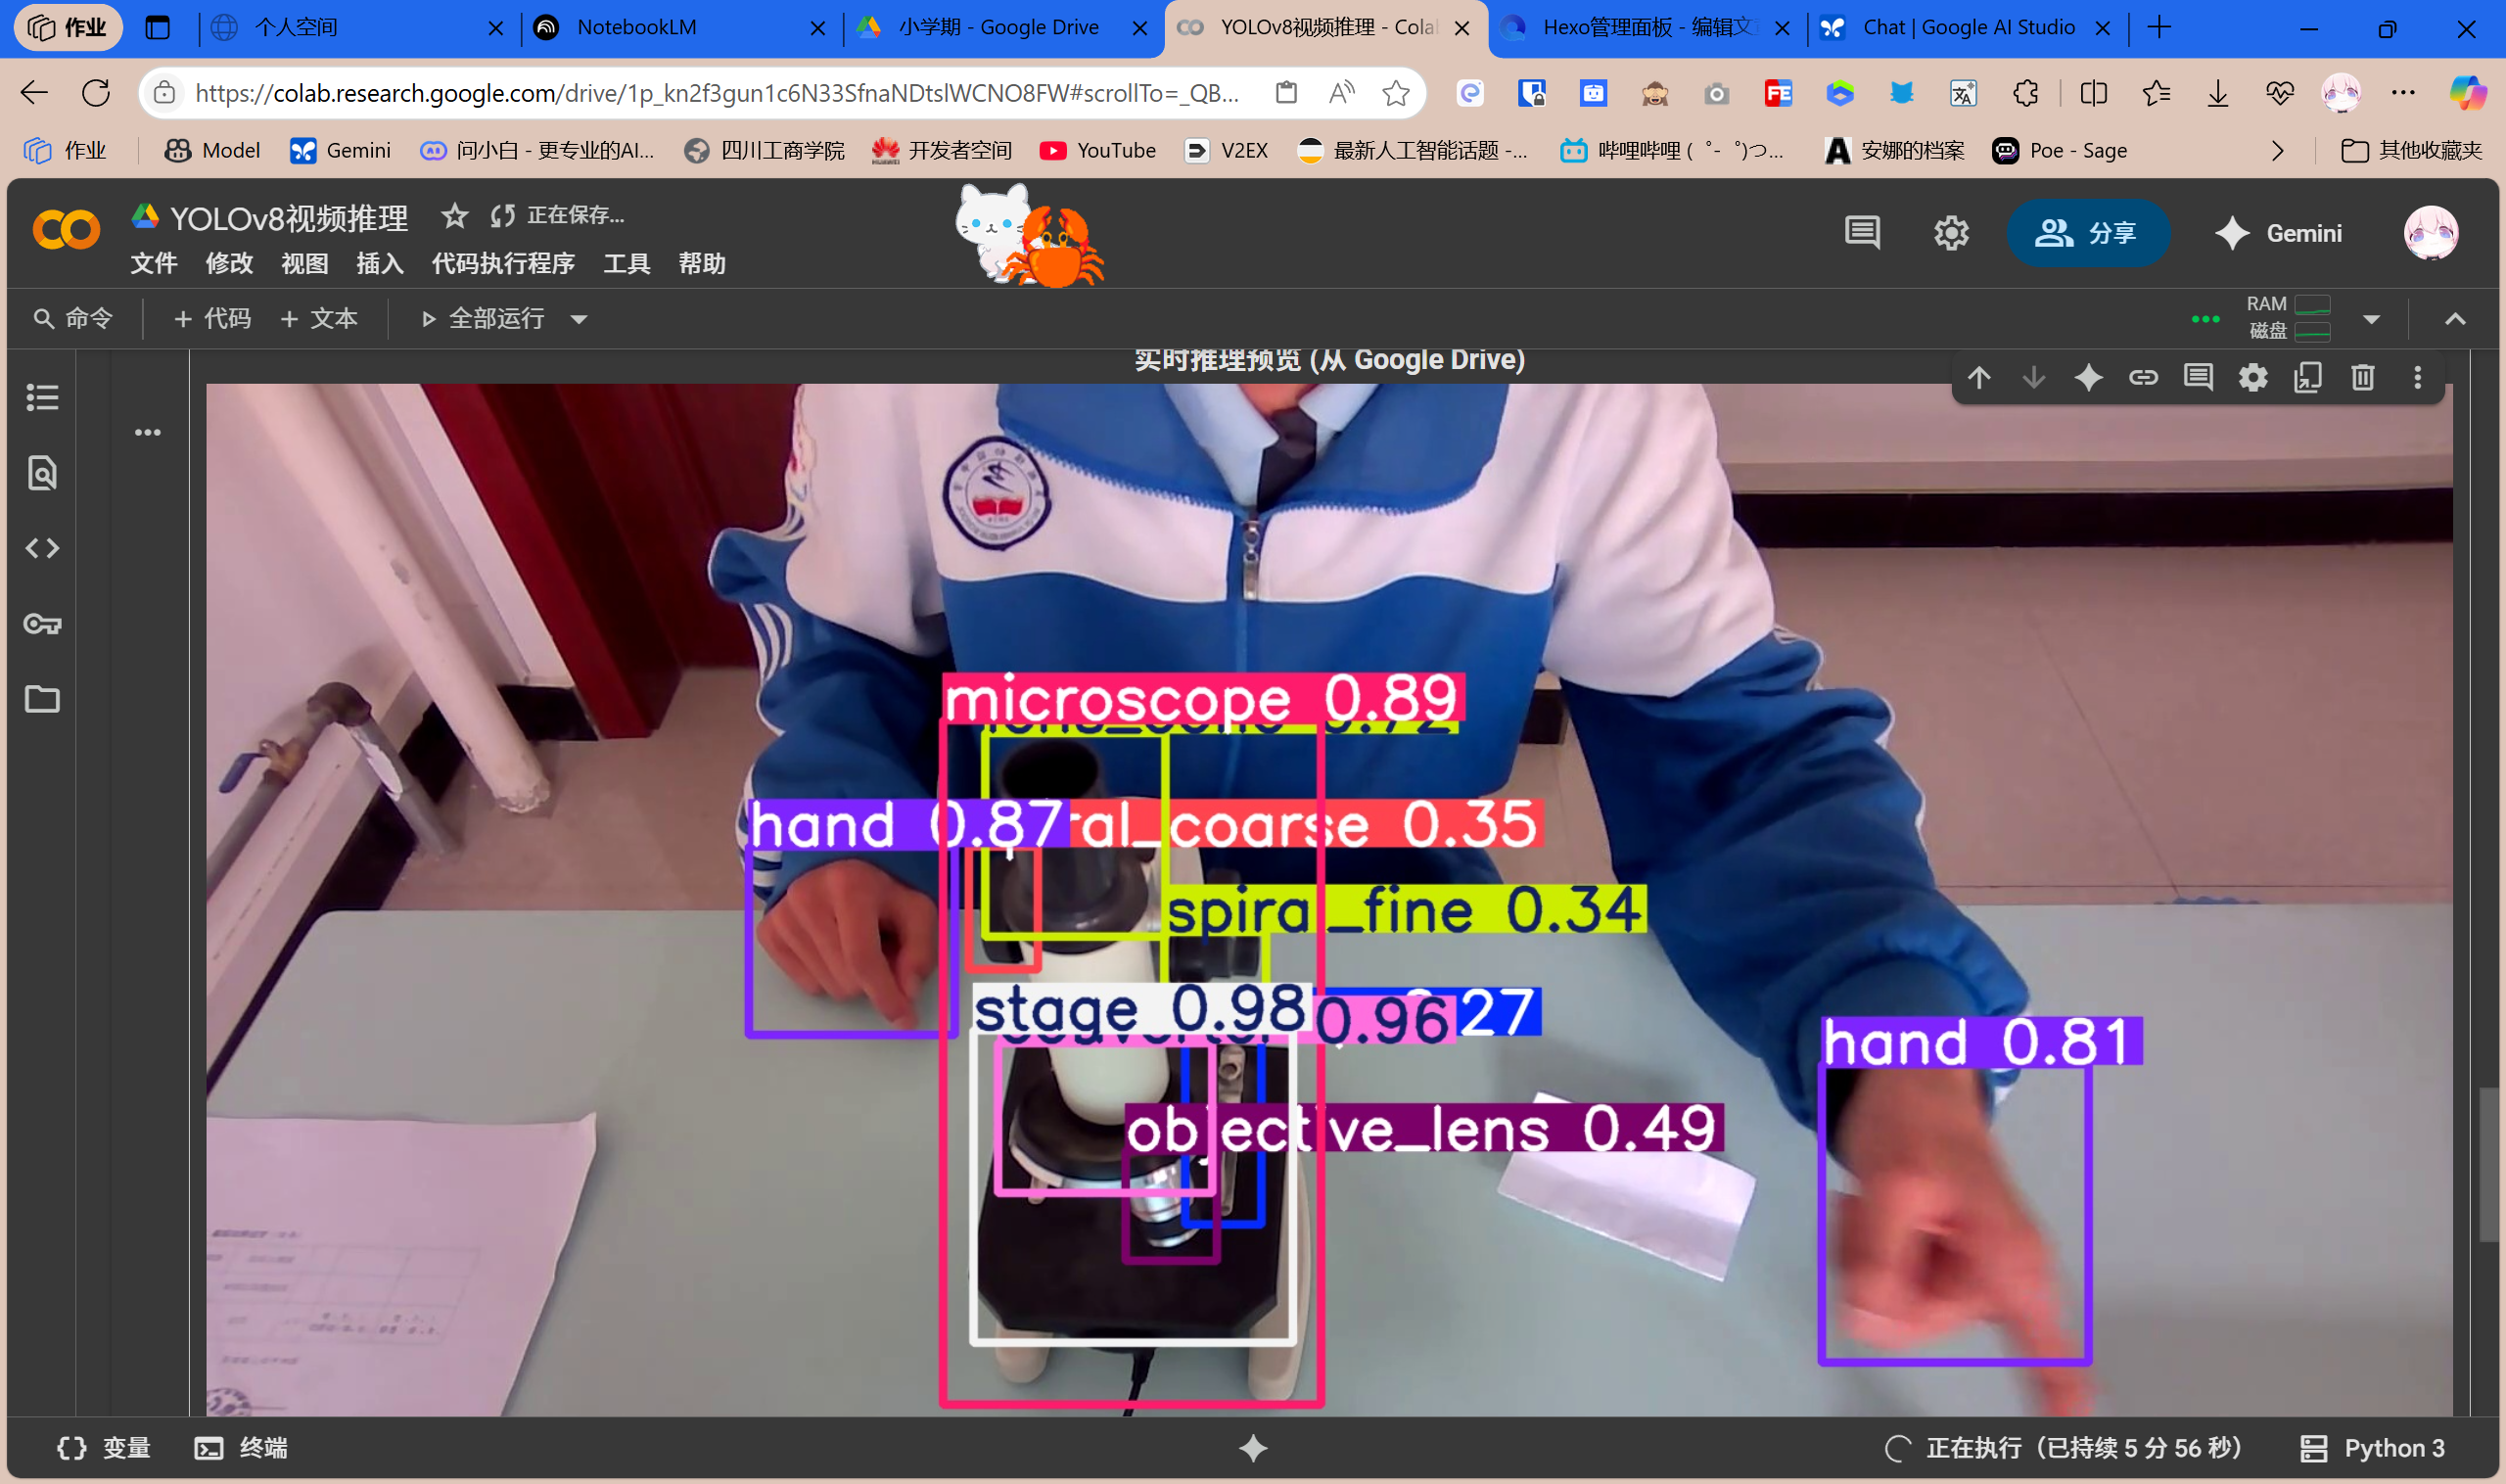 作业
个人空间
NotebookLM
小学期 - Google Drive
YOLOv8视频推理 - Colab
Hexo管理面板 - 编辑文
Chat | Google AI Studio
https://colab.research.google.com/drive/1p_kn2f3gun1c6N33SfnaNDtslWCNO8FW#scrollTo=_QB...
作业
Model
Gemini
问小白 - 更专业的AI...
四川工商学院
开发者空间
YouTube
V2EX
最新人工智能话题 -...
哔哩哔哩 ( ゜- ゜)つ...
安娜的档案
Poe - Sage
其他收藏夹
YOLOv8视频推理
正在保存...
文件 修改 视图 插入 代码执行程序 工具 帮助
分享
Gemini
命令
+ 代码
+ 文本
全部运行
RAM
磁盘
实时推理预览 (从 Google Drive)
microscope 0.89
hand 0.87
ral_coarse 0.35
spiral_fine 0.34
stage 0.98
0.96
27
hand 0.81
objective_lens 0.49
变量
终端
正在执行（已持续 5 分 56 秒）
Python 3